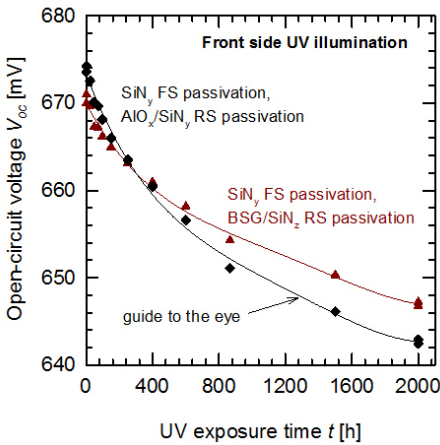 Front side UV illumination
SiNy FS passivation,
AlOx/SiNy RS passivation
SiNy FS passivation,
BSG/SiNz RS passivation
guide to the eye
Open-circuit voltage Voc [mV]
680
670
660
650
640
0 400 800 1200 1600 2000
UV exposure time t [h]